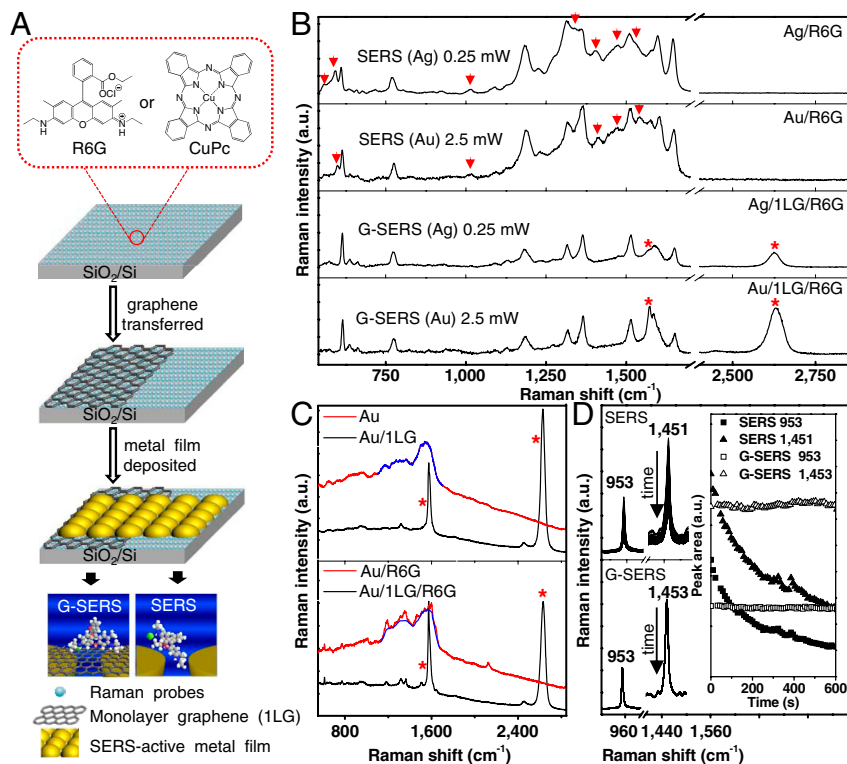 A
O
O
OCl⊖
N
H
O
N
H
⊕
R6G
or
N
N
N
N
Cu
N
N
N
N
CuPc
SiO2/Si
graphene
transferred
SiO2/Si
metal film
deposited
SiO2/Si
G-SERS
SERS
Raman probes
Monolayer graphene (1LG)
SERS-active metal film
B
Raman intensity (a.u.)
SERS (Ag) 0.25 mW
Ag/R6G
SERS (Au) 2.5 mW
Au/R6G
G-SERS (Ag) 0.25 mW
Ag/1LG/R6G
*
*
G-SERS (Au) 2.5 mW
Au/1LG/R6G
*
*
750 1,000 1,250 1,500 2,500 2,750
Raman shift (cm-1)
C
Raman intensity (a.u.)
Au
Au/1LG
*
*
Au/R6G
Au/1LG/R6G
*
*
800 1,600 2,400
Raman shift (cm-1)
D
Raman intensity (a.u.)
SERS
1,451
953
time
G-SERS
1,453
953
time
960 1,440 1,560
Raman shift (cm-1)
Peak area (a.u.)
SERS 953
SERS 1,451
G-SERS 953
G-SERS 1,453
0 200 400 600
Time (s)